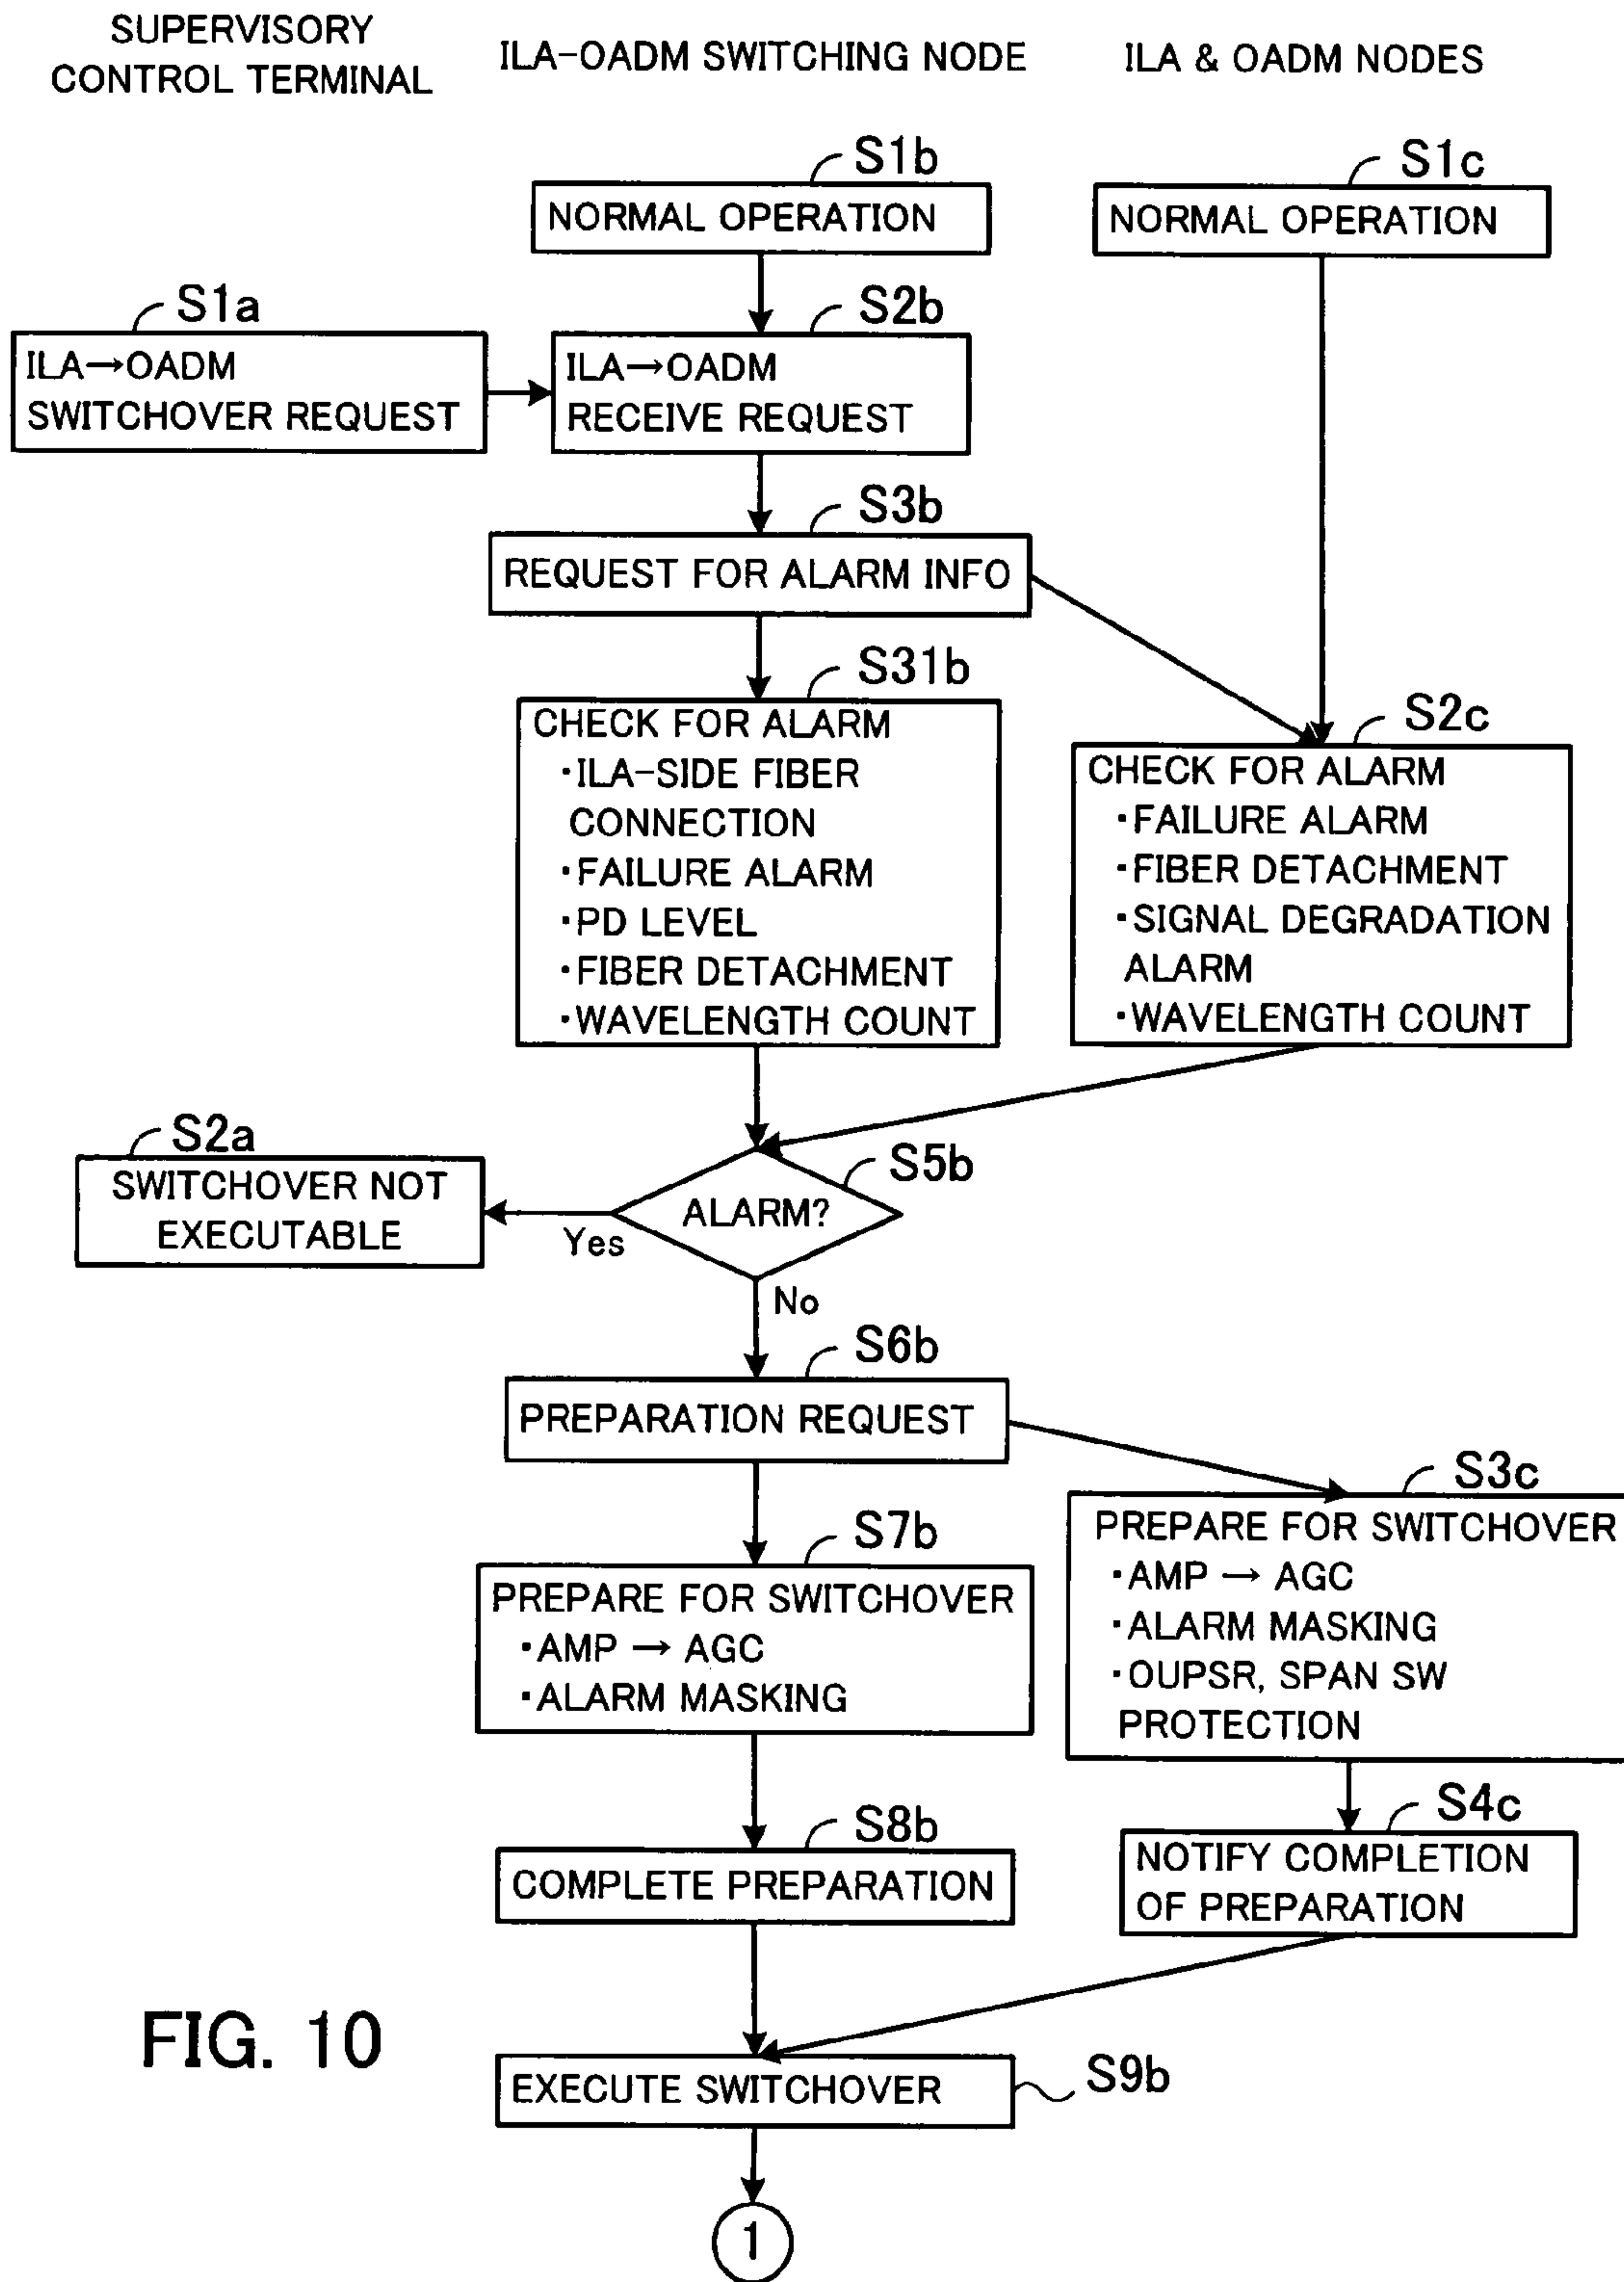 SUPERVISORY
CONTROL TERMINAL
ILA-OADM SWITCHING NODE
ILA & OADM NODES
S1b
NORMAL OPERATION
S1c
NORMAL OPERATION
S1a
ILA→OADM
SWITCHOVER REQUEST
S2b
ILA→OADM
RECEIVE REQUEST
S3b
REQUEST FOR ALARM INFO
S31b
CHECK FOR ALARM
・ILA-SIDE FIBER
CONNECTION
・FAILURE ALARM
・PD LEVEL
・FIBER DETACHMENT
・WAVELENGTH COUNT
S2c
CHECK FOR ALARM
・FAILURE ALARM
・FIBER DETACHMENT
・SIGNAL DEGRADATION
ALARM
・WAVELENGTH COUNT
S2a
SWITCHOVER NOT
EXECUTABLE
S5b
ALARM?
Yes
No
S6b
PREPARATION REQUEST
S7b
PREPARE FOR SWITCHOVER
・AMP → AGC
・ALARM MASKING
S3c
PREPARE FOR SWITCHOVER
・AMP → AGC
・ALARM MASKING
・OUPSR, SPAN SW
PROTECTION
S8b
COMPLETE PREPARATION
S4c
NOTIFY COMPLETION
OF PREPARATION
FIG. 10
EXECUTE SWITCHOVER
S9b
1